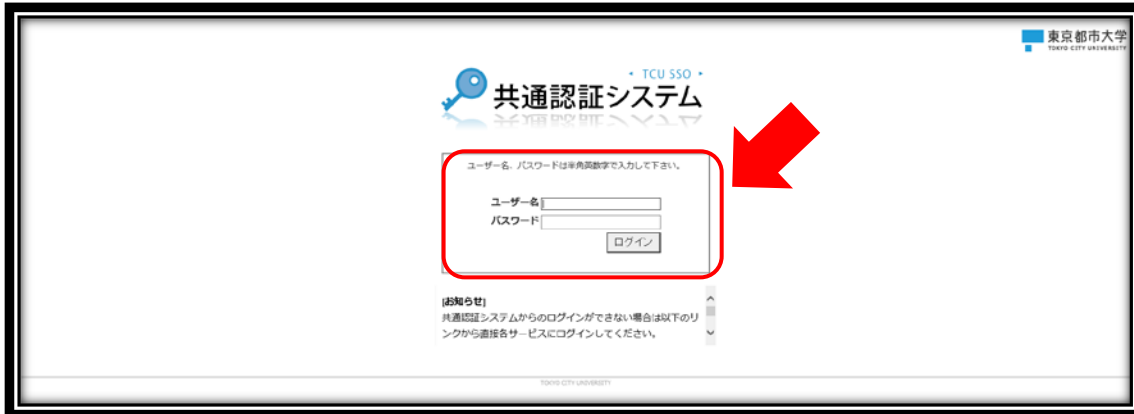 東京都市大学
TOKYO CITY UNIVERSITY
• TCU SSO •
共通認証システム
ユーザー名、パスワードは半角英数字で入力して下さい。
ユーザー名
パスワード
ログイン
[お知らせ]
共通認証システムからのログインができない場合は以下のリ
ンクから直接各サービスにログインしてください。
TOKYO CITY UNIVERSITY